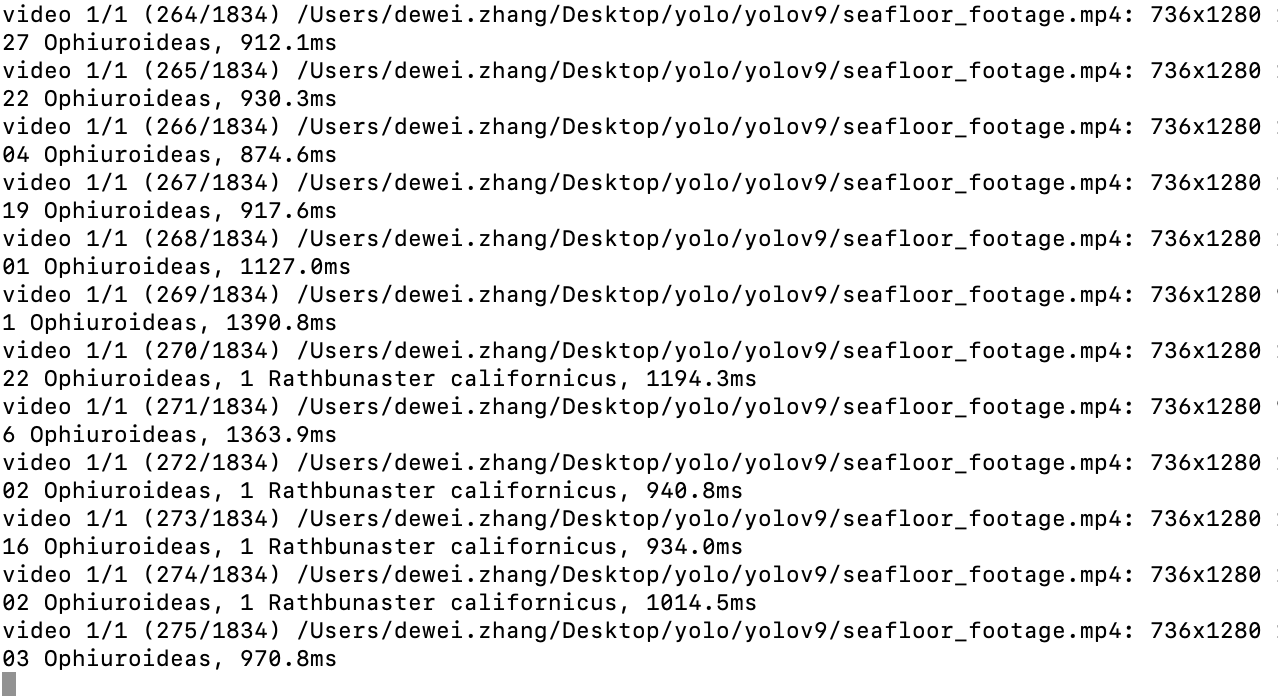 video 1/1 (264/1834) /Users/dewei.zhang/Desktop/yolo/yolov9/seafloor_footage.mp4: 736x1280
27 Ophiuroideas, 912.1ms
video 1/1 (265/1834) /Users/dewei.zhang/Desktop/yolo/yolov9/seafloor_footage.mp4: 736x1280
22 Ophiuroideas, 930.3ms
video 1/1 (266/1834) /Users/dewei.zhang/Desktop/yolo/yolov9/seafloor_footage.mp4: 736x1280
04 Ophiuroideas, 874.6ms
video 1/1 (267/1834) /Users/dewei.zhang/Desktop/yolo/yolov9/seafloor_footage.mp4: 736x1280
19 Ophiuroideas, 917.6ms
video 1/1 (268/1834) /Users/dewei.zhang/Desktop/yolo/yolov9/seafloor_footage.mp4: 736x1280
01 Ophiuroideas, 1127.0ms
video 1/1 (269/1834) /Users/dewei.zhang/Desktop/yolo/yolov9/seafloor_footage.mp4: 736x1280
1 Ophiuroideas, 1390.8ms
video 1/1 (270/1834) /Users/dewei.zhang/Desktop/yolo/yolov9/seafloor_footage.mp4: 736x1280
22 Ophiuroideas, 1 Rathbunaster californicus, 1194.3ms
video 1/1 (271/1834) /Users/dewei.zhang/Desktop/yolo/yolov9/seafloor_footage.mp4: 736x1280
6 Ophiuroideas, 1363.9ms
video 1/1 (272/1834) /Users/dewei.zhang/Desktop/yolo/yolov9/seafloor_footage.mp4: 736x1280
02 Ophiuroideas, 1 Rathbunaster californicus, 940.8ms
video 1/1 (273/1834) /Users/dewei.zhang/Desktop/yolo/yolov9/seafloor_footage.mp4: 736x1280
16 Ophiuroideas, 1 Rathbunaster californicus, 934.0ms
video 1/1 (274/1834) /Users/dewei.zhang/Desktop/yolo/yolov9/seafloor_footage.mp4: 736x1280
02 Ophiuroideas, 1 Rathbunaster californicus, 1014.5ms
video 1/1 (275/1834) /Users/dewei.zhang/Desktop/yolo/yolov9/seafloor_footage.mp4: 736x1280
03 Ophiuroideas, 970.8ms